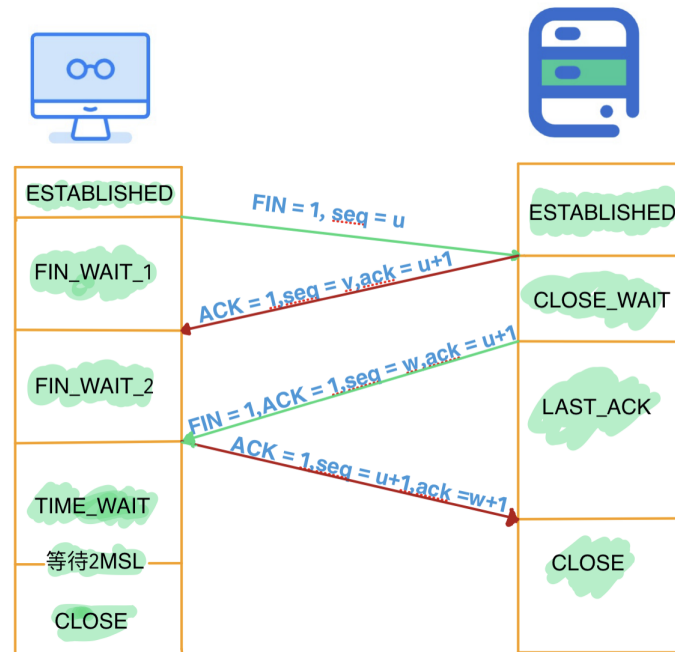 ESTABLISHED
FIN = 1, seq = u
ESTABLISHED
FIN_WAIT_1
ACK = 1,seq = v,ack = u+1
CLOSE_WAIT
FIN_WAIT_2
FIN = 1,ACK = 1,seq = w,ack = u+1
LAST_ACK
ACK = 1,seq = u+1,ack =w+1
TIME_WAIT
等待2MSL
CLOSE
CLOSE